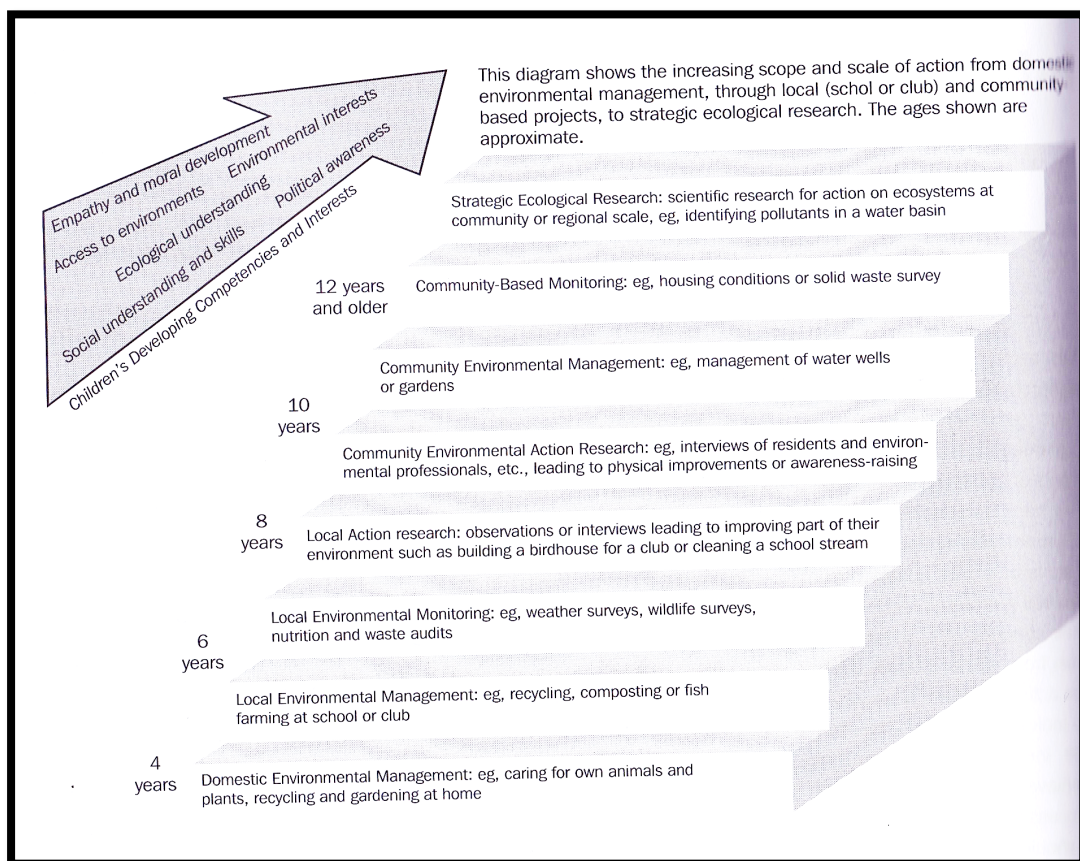 This diagram shows the increasing scope and scale of action from domestic
environmental management, through local (schol or club) and community
based projects, to strategic ecological research. The ages shown are
approximate.
Empathy and moral development
Access to environments
Environmental interests
Ecological understanding
Political awareness
Social understanding and skills
Children's Developing Competencies and Interests
Strategic Ecological Research: scientific research for action on ecosystems at
community or regional scale, eg, identifying pollutants in a water basin
12 years
and older
Community-Based Monitoring: eg, housing conditions or solid waste survey
Community Environmental Management: eg, management of water wells
or gardens
10
years
Community Environmental Action Research: eg, interviews of residents and environ-
mental professionals, etc., leading to physical improvements or awareness-raising
8
years
Local Action research: observations or interviews leading to improving part of their
environment such as building a birdhouse for a club or cleaning a school stream
Local Environmental Monitoring: eg, weather surveys, wildlife surveys,
nutrition and waste audits
6
years
Local Environmental Management: eg, recycling, composting or fish
farming at school or club
4
years
Domestic Environmental Management: eg, caring for own animals and
plants, recycling and gardening at home